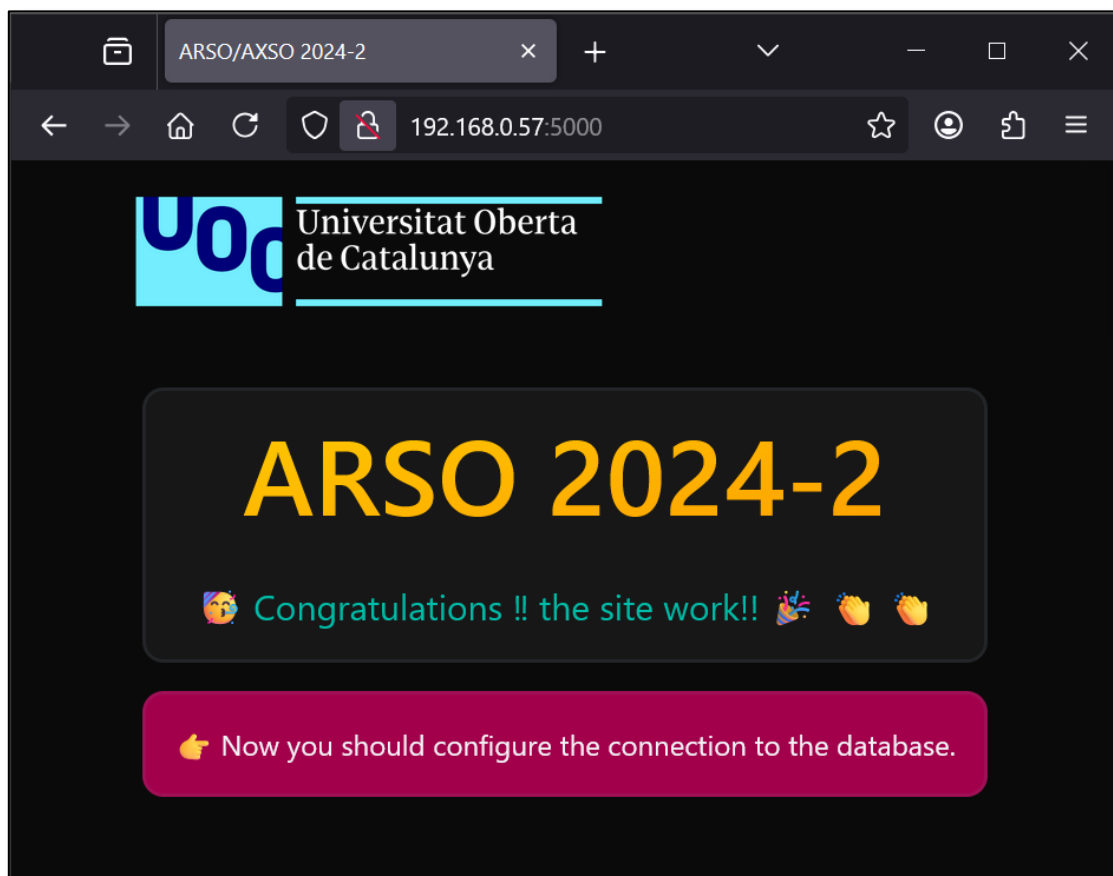 ARSO/AXSO 2024-2
192.168.0.57:5000
UOC
Universitat Oberta
de Catalunya
ARSO 2024-2
🥳 Congratulations ‼ the site work!! 🎉 👏 👏
👉 Now you should configure the connection to the database.